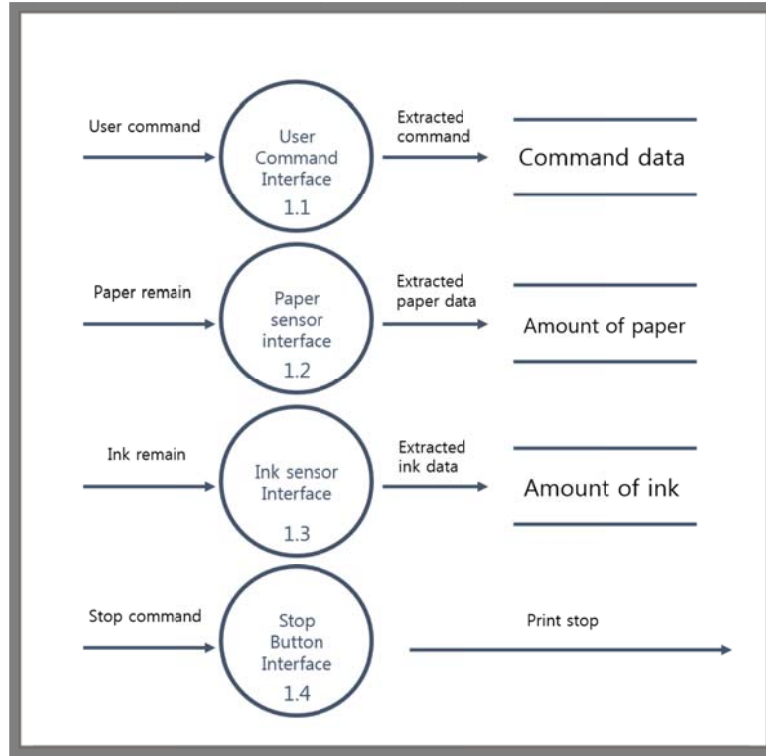 User command
User
Command
Interface
1.1
Extracted
command
Command data
Paper remain
Paper
sensor
interface
1.2
Extracted
paper data
Amount of paper
Ink remain
Ink sensor
Interface
1.3
Extracted
ink data
Amount of ink
Stop command
Stop
Button
Interface
1.4
Print stop